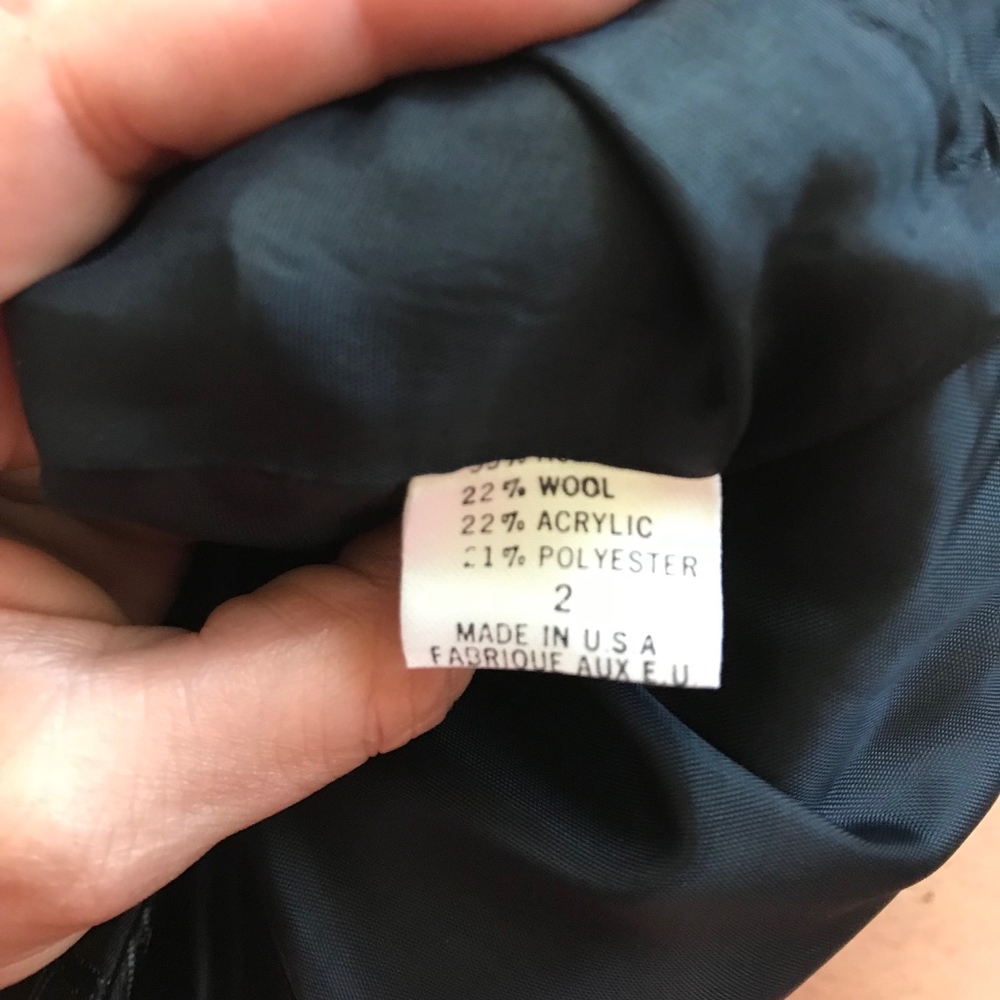 22% WOOL
22% ACRYLIC
21% POLYESTER
2
MADE IN U.S A
FABRIQUE AUX E.U.